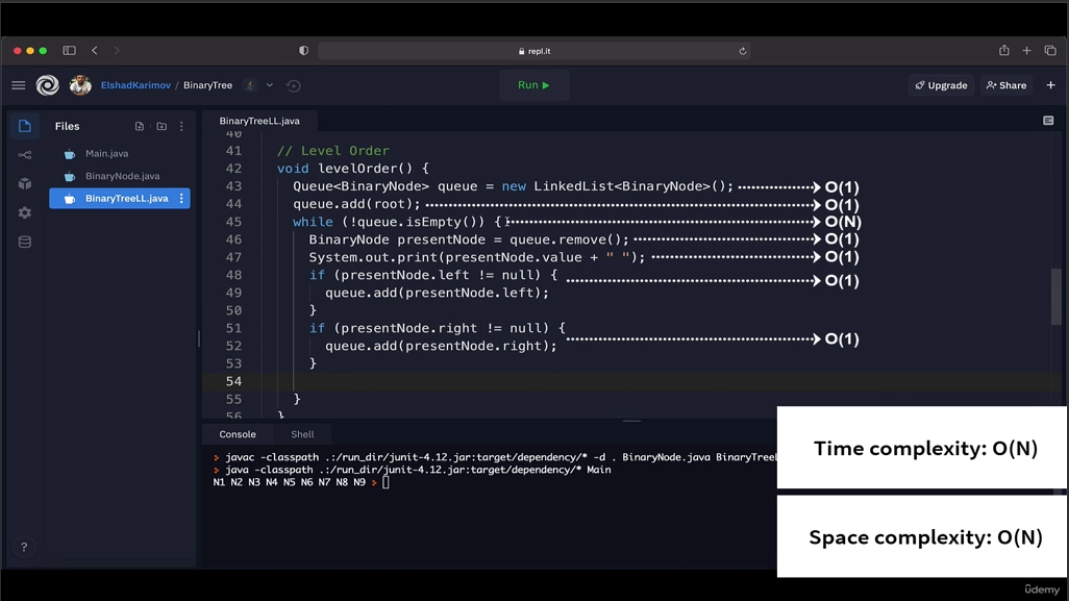 repl.it
ElshadKarimov / BinaryTree
Run ▶
Upgrade
Share
Files
Main.java
BinaryNode.java
BinaryTreeLL.java
BinaryTreeLL.java
40
41 // Level Order
42 void levelOrder() {
43 Queue<BinaryNode> queue = new LinkedList<BinaryNode>(); O(1)
44 queue.add(root); O(1)
45 while (!queue.isEmpty()) { O(N)
46 BinaryNode presentNode = queue.remove(); O(1)
47 System.out.print(presentNode.value + " "); O(1)
48 if (presentNode.left != null) { O(1)
49 queue.add(presentNode.left);
50 }
51 if (presentNode.right != null) { O(1)
52 queue.add(presentNode.right);
53 }
54
55 }
56 }
Console Shell
> javac -classpath .:/run_dir/junit-4.12.jar:target/dependency/* -d . BinaryNode.java BinaryTreeL
> java -classpath .:/run_dir/junit-4.12.jar:target/dependency/* Main
N1 N2 N3 N4 N5 N6 N7 N8 N9 >
Time complexity: O(N)
Space complexity: O(N)
?
ûdemy